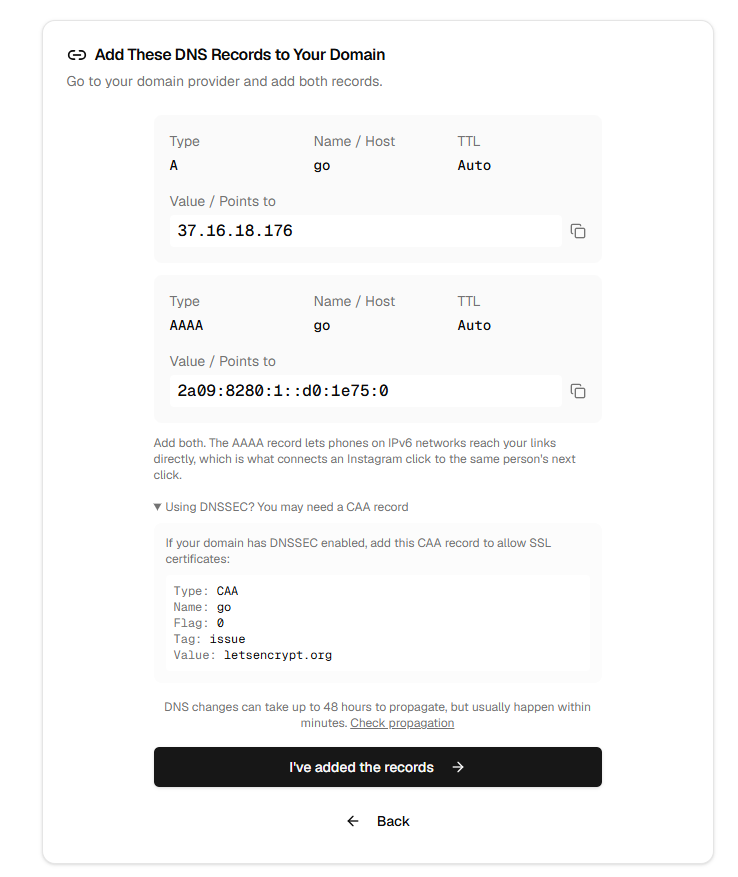 Add These DNS Records to Your Domain
Go to your domain provider and add both records.
Type Name / Host TTL
A go Auto
Value / Points to
37.16.18.176
Type Name / Host TTL
AAAA go Auto
Value / Points to
2a09:8280:1::d0:1e75:0
Add both. The AAAA record lets phones on IPv6 networks reach your links
directly, which is what connects an Instagram click to the same person's next
click.
▼ Using DNSSEC? You may need a CAA record
If your domain has DNSSEC enabled, add this CAA record to allow SSL
certificates:
Type: CAA
Name: go
Flag: 0
Tag: issue
Value: letsencrypt.org
DNS changes can take up to 48 hours to propagate, but usually happen within
minutes. Check propagation
I've added the records →
← Back